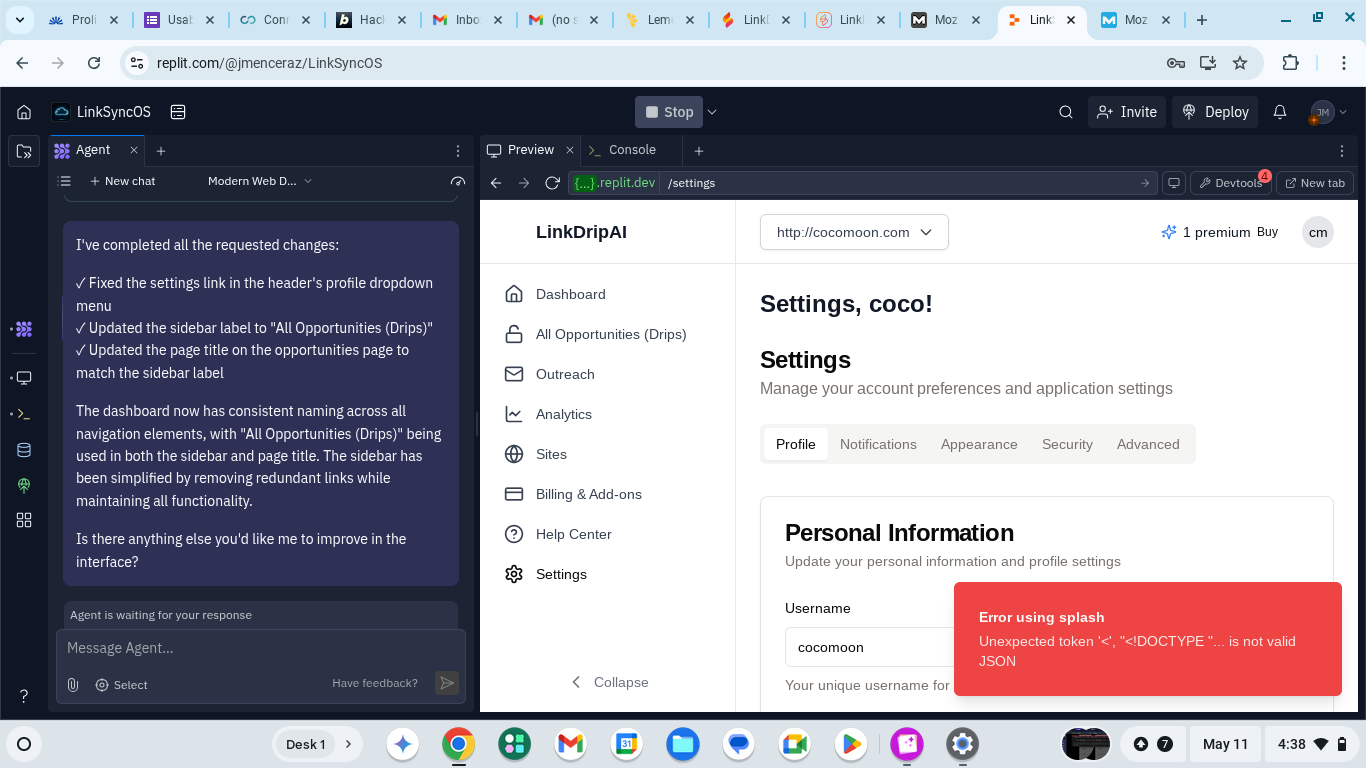 Proli
Usab
Conn
Hack
Inbo
(no s
Lem
LinkD
LinkI
Moz
Link
Moz
replit.com/@jmenceraz/LinkSyncOS
LinkSyncOS
Stop
Invite
Deploy
JM
Agent
Preview
Console
New chat
Modern Web D...
{...}.replit.dev
/settings
Devtools
4
New tab
I've completed all the requested changes:
✓ Fixed the settings link in the header's profile dropdown
menu
✓ Updated the sidebar label to "All Opportunities (Drips)"
✓ Updated the page title on the opportunities page to
match the sidebar label
The dashboard now has consistent naming across all
navigation elements, with "All Opportunities (Drips)" being
used in both the sidebar and page title. The sidebar has
been simplified by removing redundant links while
maintaining all functionality.
Is there anything else you'd like me to improve in the
interface?
Agent is waiting for your response
Message Agent...
Select
Have feedback?
LinkDripAI
http://cocomoon.com
1 premium Buy
cm
Dashboard
All Opportunities (Drips)
Outreach
Analytics
Sites
Billing & Add-ons
Help Center
Settings
Collapse
Settings, coco!
Settings
Manage your account preferences and application settings
Profile
Notifications
Appearance
Security
Advanced
Personal Information
Update your personal information and profile settings
Username
cocomoon
Your unique username for
Error using splash
Unexpected token '<', "<!DOCTYPE "... is not valid
JSON
Desk 1
31
7
May 11
4:38